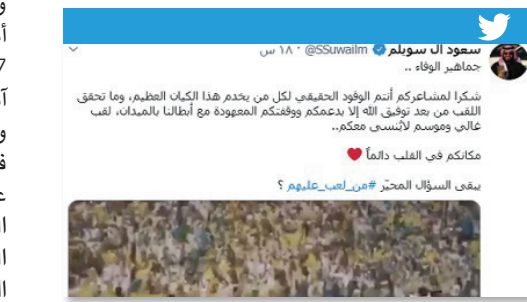 سعود آل سويلم @SSuwailm · ١٨ س
جماهير الوفاء ..
شكرا لمشاعركم أنتم الوقود الحقيقي لكل من يخدم هذا الكيان العظيم، وما تحقق
اللقب من بعد توفيق الله إلا بدعمكم ووقفتكم المعهودة مع أبطالنا بالميدان، لقب
غالي وموسم لايُنسى معكم..
مكانكم في القلب دائماً ❤️
يبقى السؤال المحيّر #من_لعب_عليهم ؟